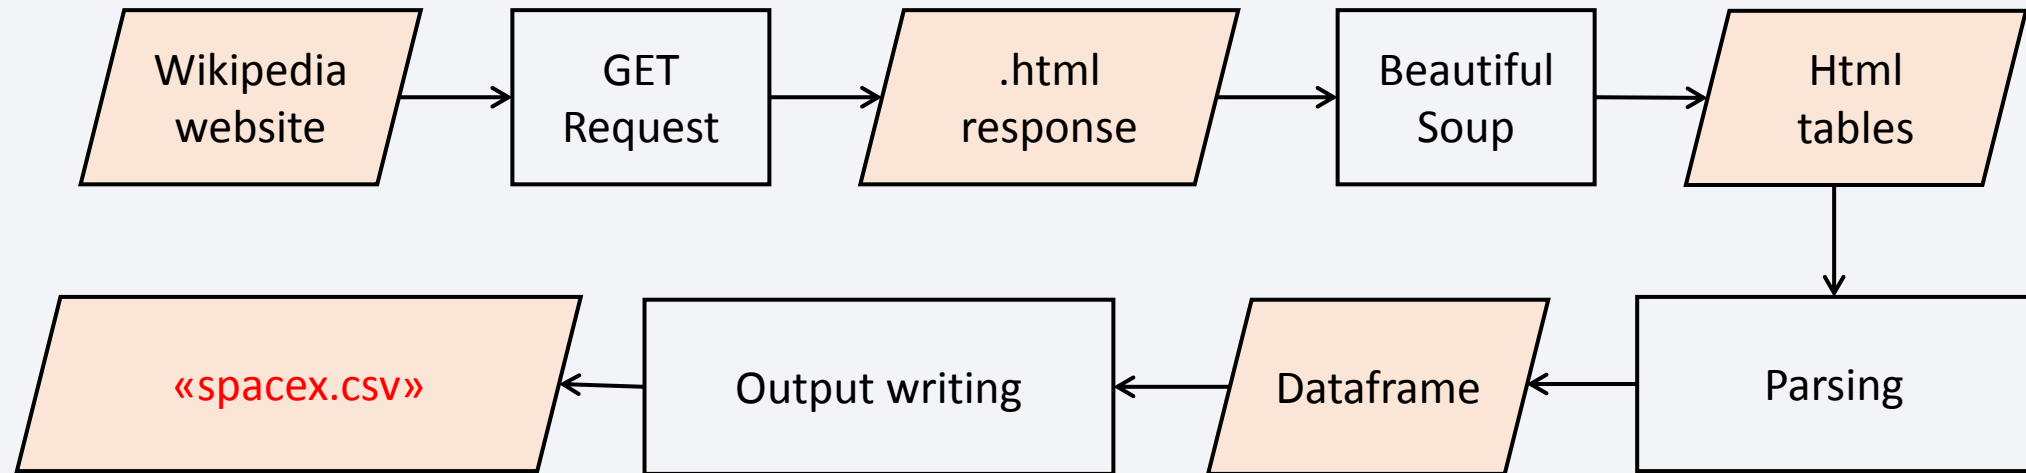 Wikipedia
website
GET
Request
.html
response
Beautiful
Soup
Html
tables
Parsing
Dataframe
Output writing
«spacex.csv»